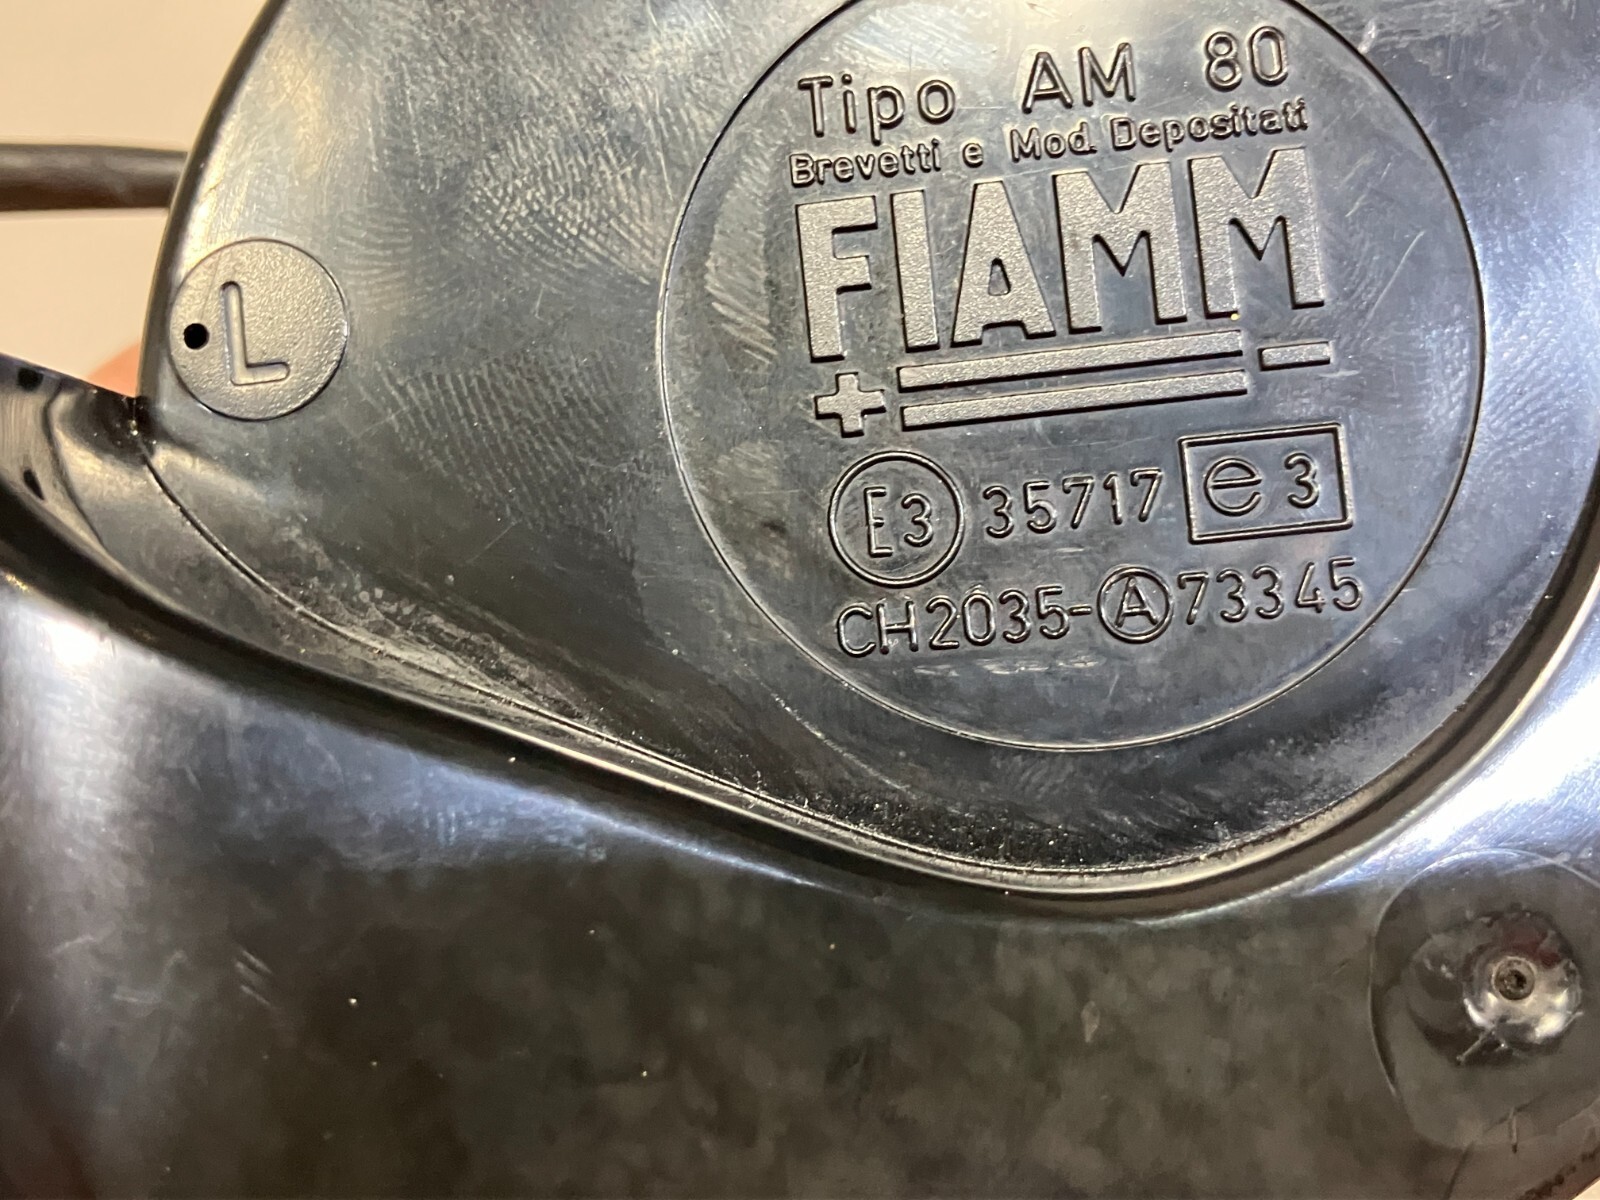 Tipo AM 80
Brevetti e Mod. Depositati
FIAMM
+ -
L
E3 35717 e3
CH2035-A73345